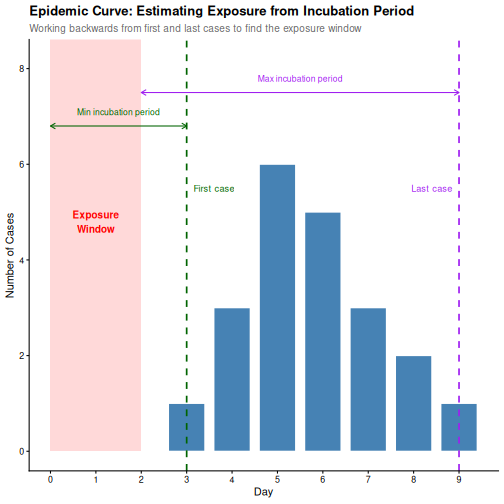 Epidemic Curve: Estimating Exposure from Incubation Period
Working backwards from first and last cases to find the exposure window
Number of Cases
8
6
4
2
0
Max incubation period
Min incubation period
First case
Last case
Exposure
Window
0 1 2 3 4 5 6 7 8 9
Day